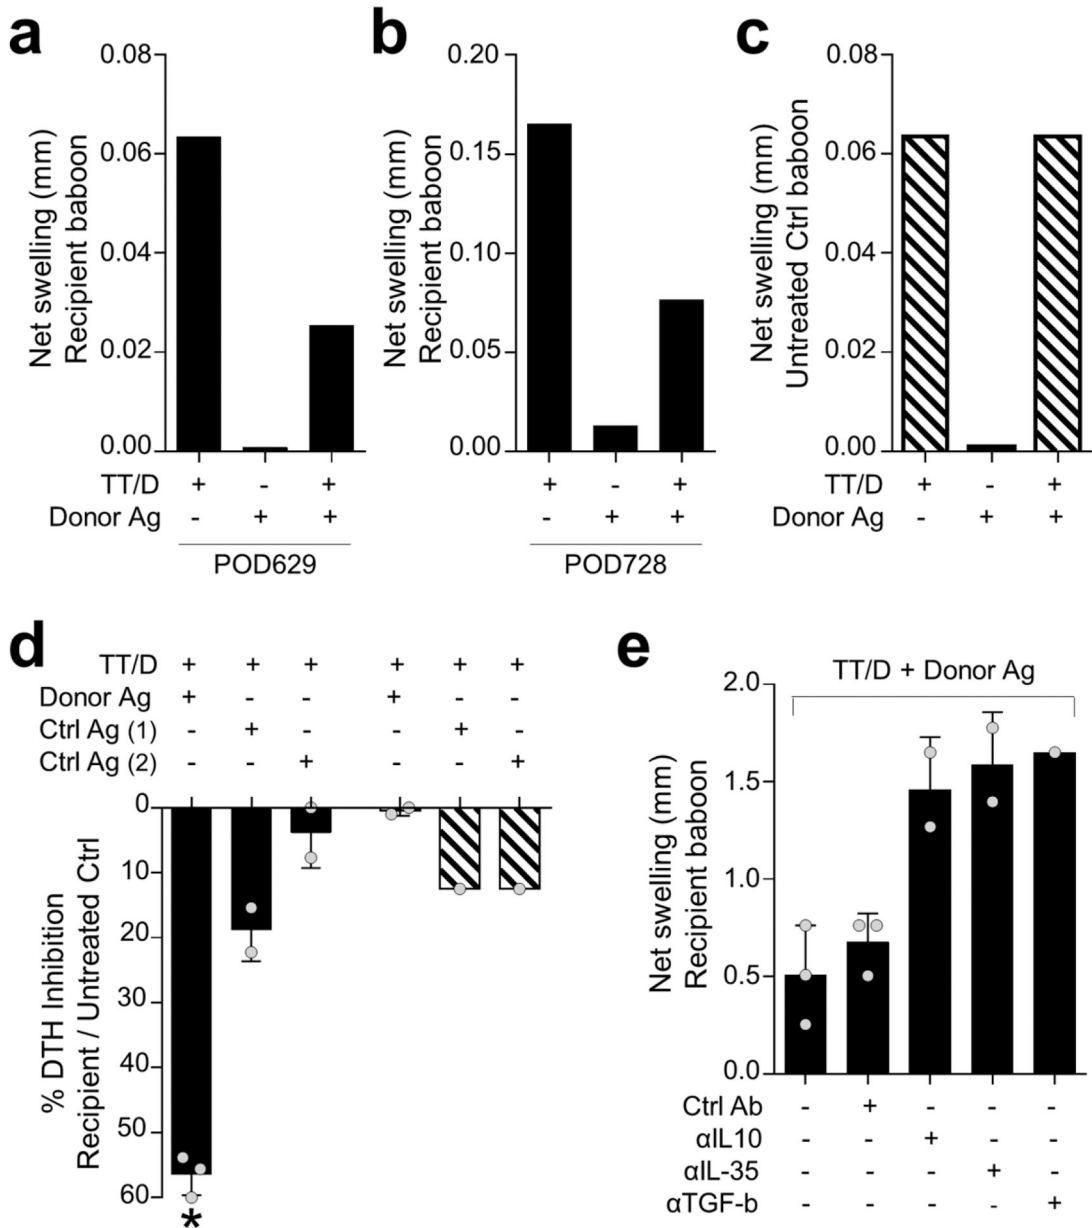 a
Net swelling (mm)
Recipient baboon
0.08
0.06
0.04
0.02
0.00
TT/D + - +
Donor Ag - + +
POD629
b
Net swelling (mm)
Recipient baboon
0.20
0.15
0.10
0.05
0.00
+ - +
- + +
POD728
c
Net swelling (mm)
Untreated Ctrl baboon
0.08
0.06
0.04
0.02
0.00
TT/D + - +
Donor Ag - + +
d
TT/D + + + + + +
Donor Ag + - - + - -
Ctrl Ag (1) - + - - + -
Ctrl Ag (2) - - + - - +
% DTH Inhibition
Recipient / Untreated Ctrl
0
10
20
30
40
50
60
*
e
TT/D + Donor Ag
Net swelling (mm)
Recipient baboon
2.0
1.5
1.0
0.5
0.0
Ctrl Ab - + - - -
αIL10 - - + - -
αIL-35 - - - + -
αTGF-b - - - - +